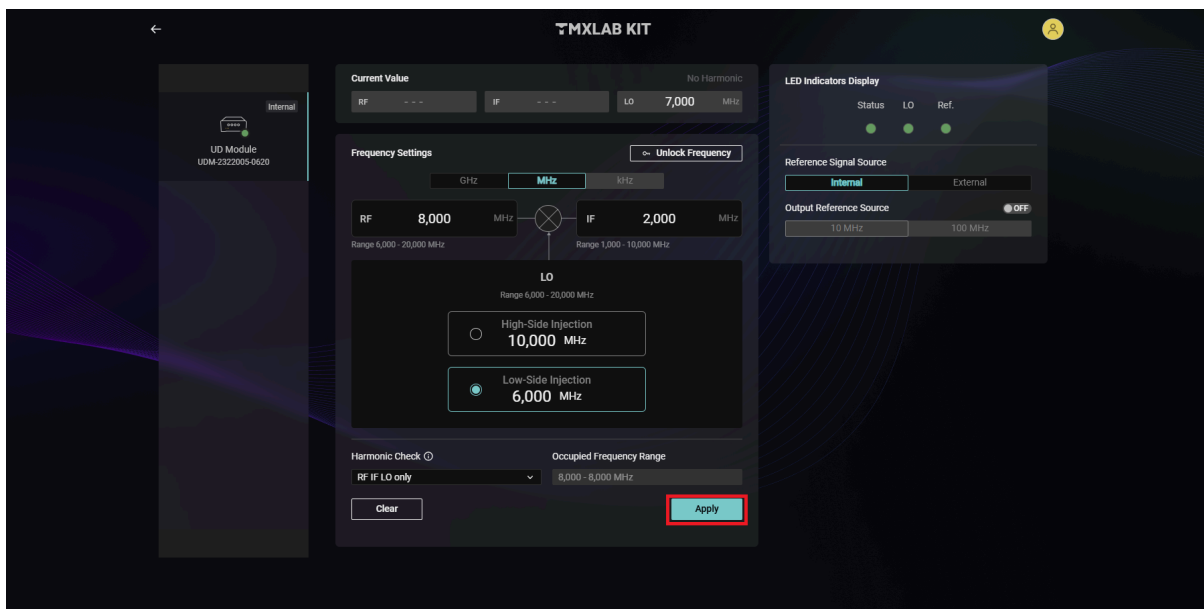 TMXLAB KIT
Internal
UD Module
UDM-2322005-0620
Current Value
No Harmonic
RF - - - IF - - - LO 7,000 MHz
Frequency Settings
Unlock Frequency
GHz MHz kHz
RF 8,000 MHz IF 2,000 MHz
Range 6,000 - 20,000 MHz Range 1,000 - 10,000 MHz
LO
Range 6,000 - 20,000 MHz
High-Side Injection
10,000 MHz
Low-Side Injection
6,000 MHz
Harmonic Check Occupied Frequency Range
RF IF LO only 8,000 - 8,000 MHz
Clear Apply
LED Indicators Display
Status LO Ref.
Reference Signal Source
Internal External
Output Reference Source OFF
10 MHz 100 MHz